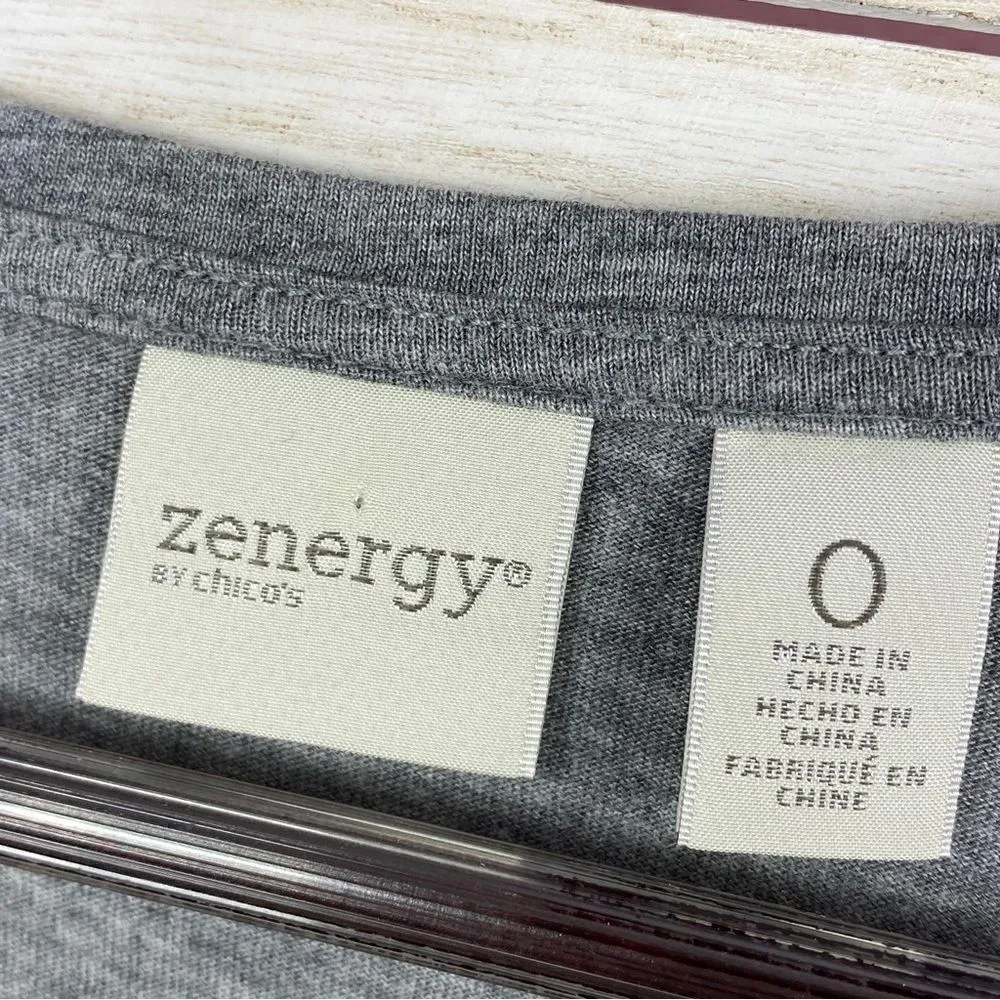 zenergy®
BY chico's
0
MADE IN
CHINA
HECHO EN
CHINA
FABRIQUÉ EN
CHINE